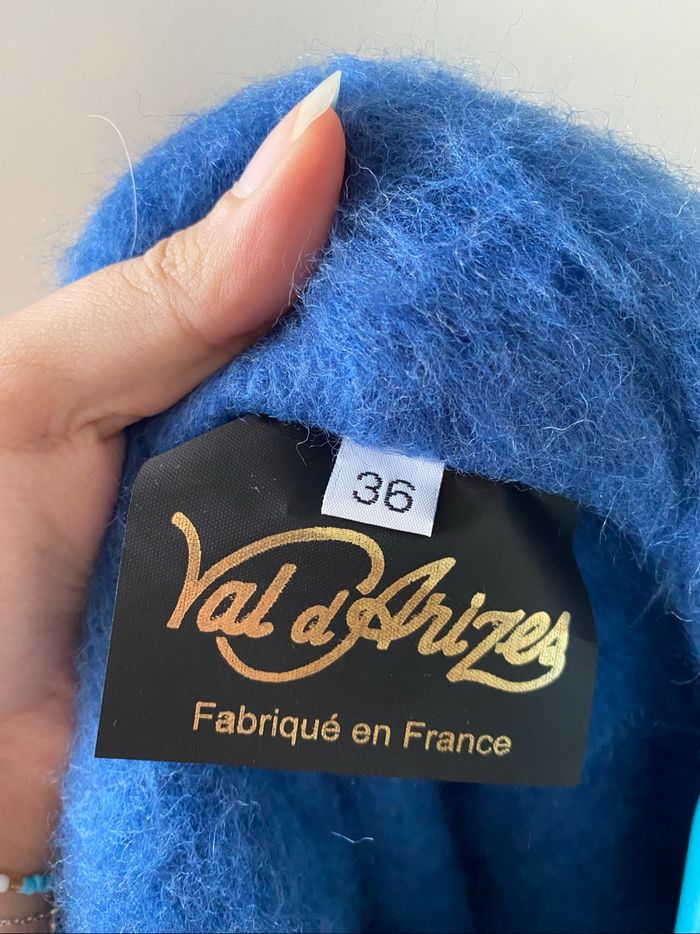 36
Val d'Arizes
Fabriqué en France